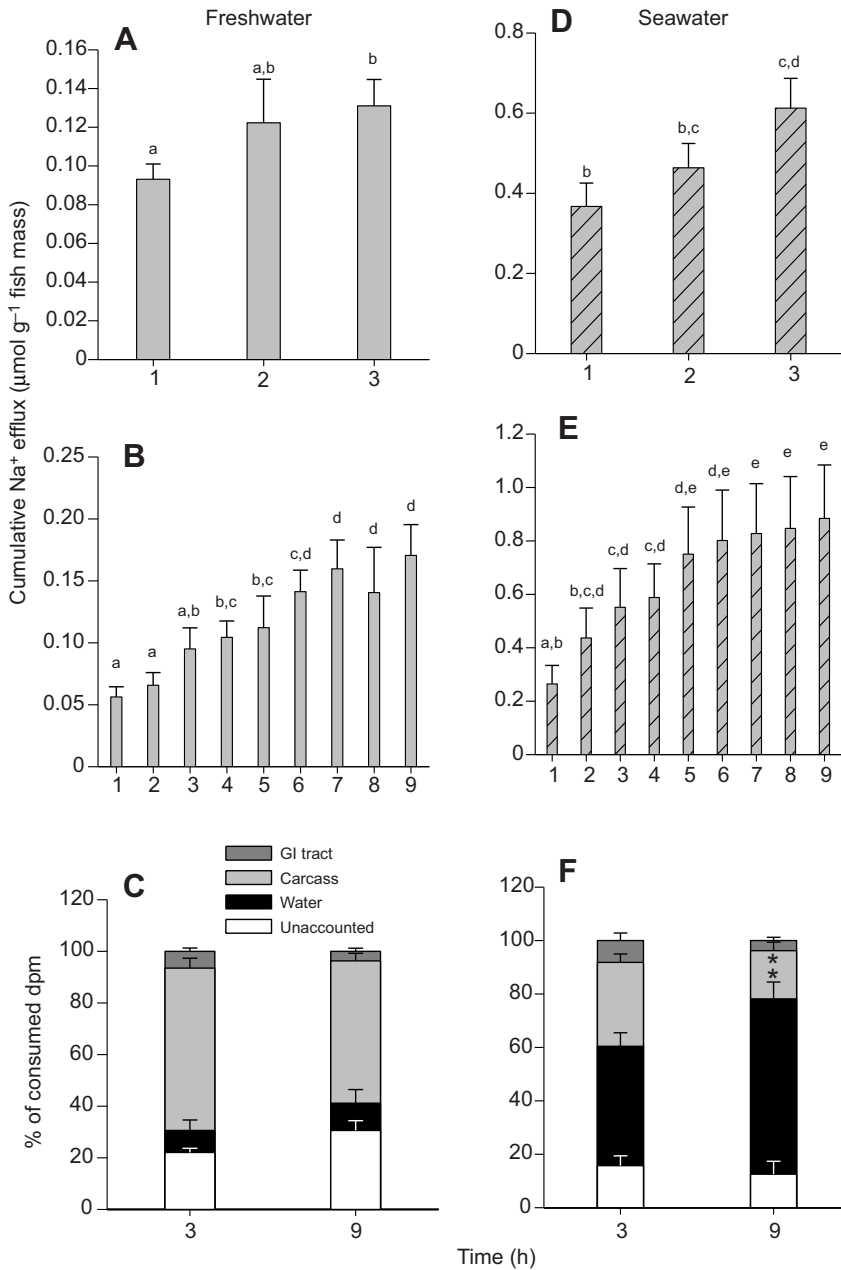 Freshwater
A
0.16
0.14
0.12
0.10
0.08
0.06
0.04
0.02
0
a
a,b
b
1 2 3
Seawater
D
0.8
0.6
0.4
0.2
0
b
b,c
c,d
1 2 3
Cumulative Na+ efflux (µmol g–1 fish mass)
B
0.25
0.20
0.15
0.10
0.05
0
a a a,b b,c b,c c,d d d d
1 2 3 4 5 6 7 8 9
E
1.2
1.0
0.8
0.6
0.4
0.2
0
a,b b,c,d c,d c,d d,e d,e e e e
1 2 3 4 5 6 7 8 9
C
GI tract
Carcass
Water
Unaccounted
120
100
80
60
40
20
0
3 9
% of consumed dpm
F
120
100
80
60
40
20
0
*
*
3 9
Time (h)